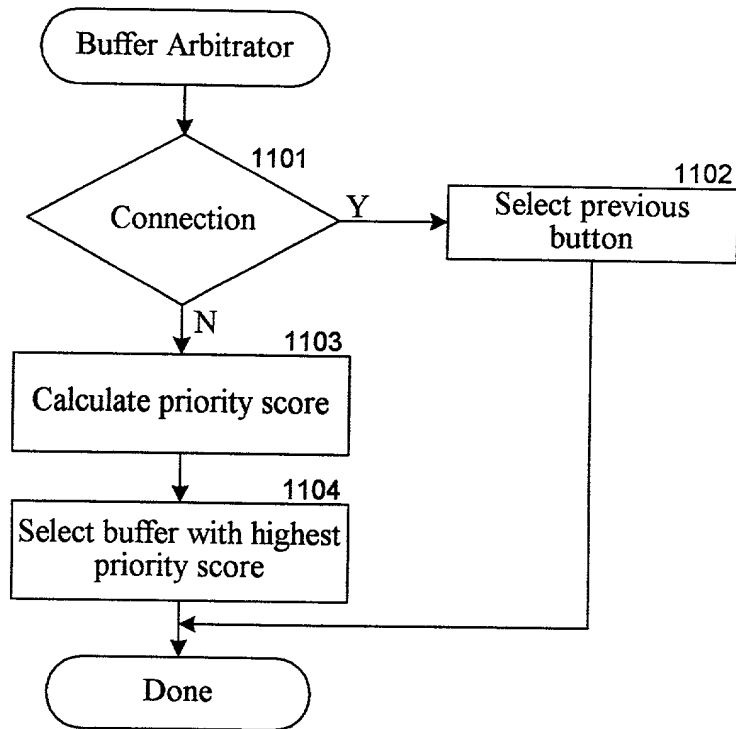 Buffer Arbitrator
1101
Connection
Y
1102
Select previous
button
N
1103
Calculate priority score
1104
Select buffer with highest
priority score
Done